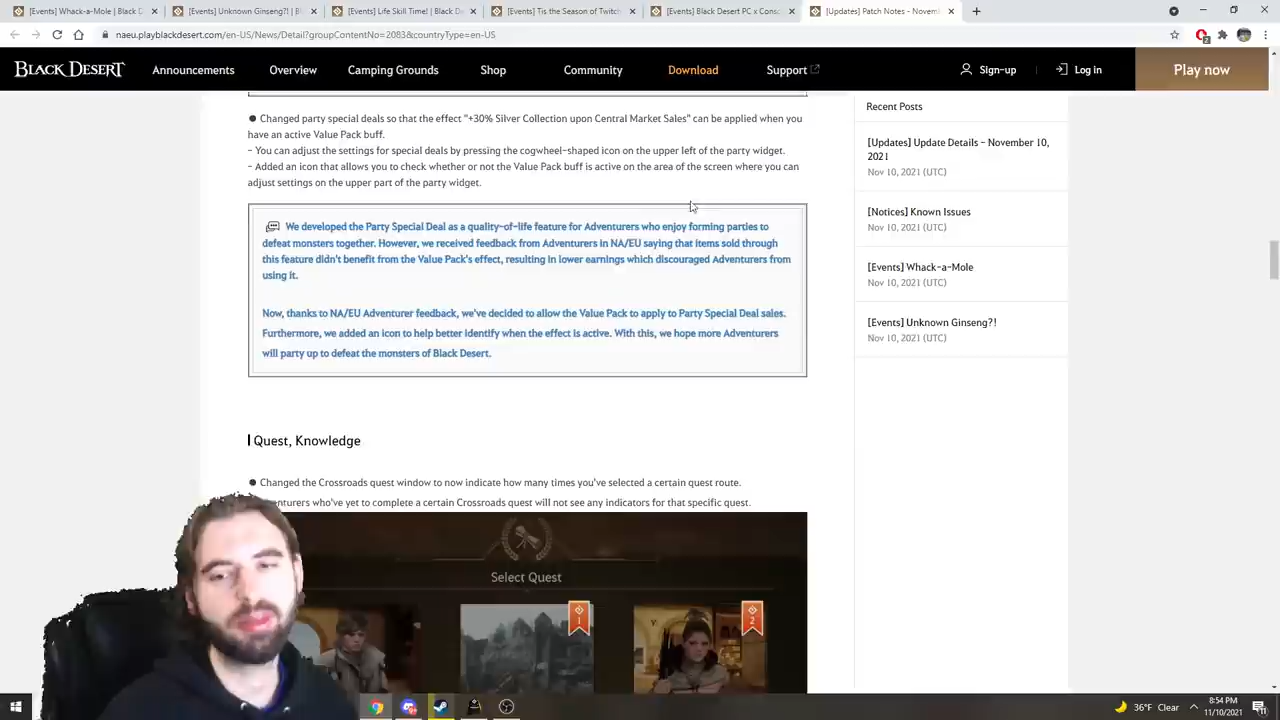 [Events] Whack-a-Mole | Black D
[Events] Unknown Ginseng?! | B
[Events] Life Skill Time! | Black De
[Events] 'Tis the Season of Twitch
[Events] Black Desert PC x Conso
[Updates] Patch Notes - Novem
naeu.playblackdesert.com/en-US/News/Detail?groupContentNo=2083&countryType=en-US
BLACK DESERT
Announcements
Overview
Camping Grounds
Shop
Community
Download
Support
Sign-up
Log in
Play now
● Changed party special deals so that the effect "+30% Silver Collection upon Central Market Sales" can be applied when you
have an active Value Pack buff.
- You can adjust the settings for special deals by pressing the cogwheel-shaped icon on the upper left of the party widget.
- Added an icon that allows you to check whether or not the Value Pack buff is active on the area of the screen where you can
adjust settings on the upper part of the party widget.
We developed the Party Special Deal as a quality-of-life feature for Adventurers who enjoy forming parties to
defeat monsters together. However, we received feedback from Adventurers in NA/EU saying that items sold through
this feature didn't benefit from the Value Pack's effect, resulting in lower earnings which discouraged Adventurers from
using it.
Now, thanks to NA/EU Adventurer feedback, we've decided to allow the Value Pack to apply to Party Special Deal sales.
Furthermore, we added an icon to help better identify when the effect is active. With this, we hope more Adventurers
will party up to defeat the monsters of Black Desert.
Quest, Knowledge
● Changed the Crossroads quest window to now indicate how many times you've selected a certain quest route.
enturers who've yet to complete a certain Crossroads quest will not see any indicators for that specific quest.
Select Quest
1
2
Recent Posts
[Updates] Update Details - November 10,
2021
Nov 10, 2021 (UTC)
[Notices] Known Issues
Nov 10, 2021 (UTC)
[Events] Whack-a-Mole
Nov 10, 2021 (UTC)
[Events] Unknown Ginseng?!
Nov 10, 2021 (UTC)
36°F Clear
8:54 PM
11/10/2021